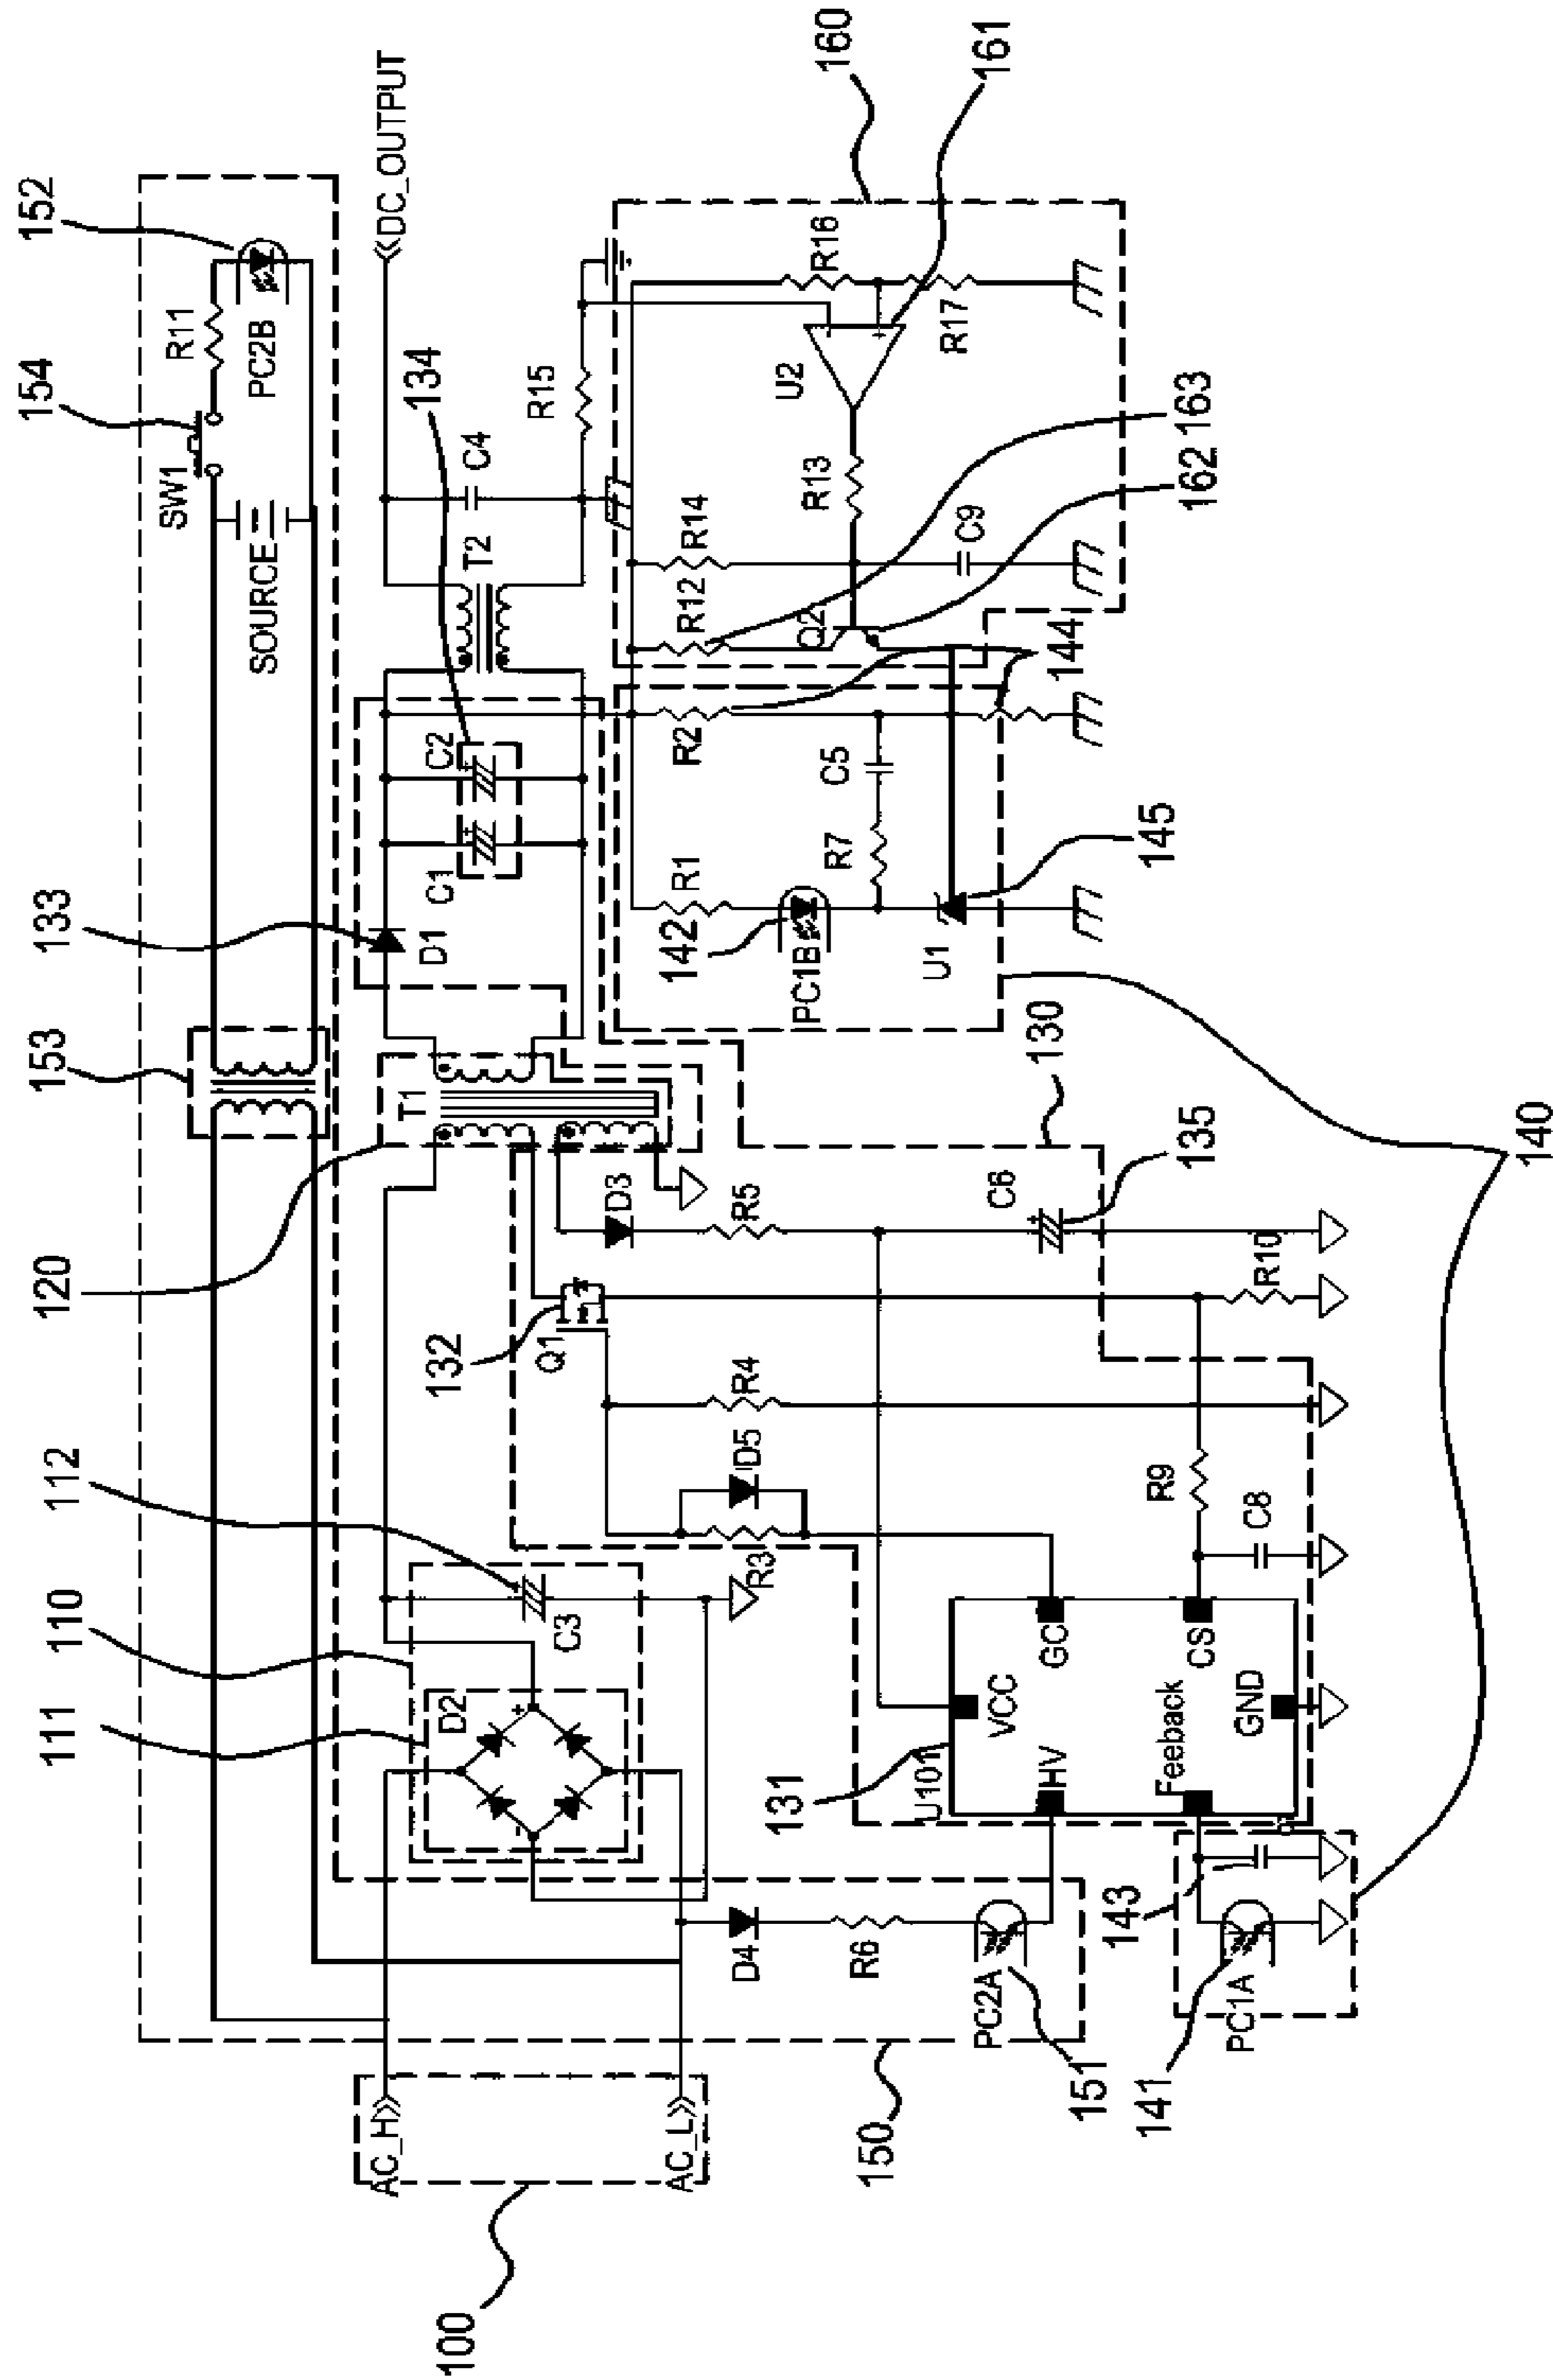 152
154
SW1
R11
PC2B
SOURCE
153
133
134
DC_OUTPUT
C4
T2
R15
160
161
D1
C1
C2
120
T1
110
111
112
D2
C3
+
-
AC_H
AC_L
100
132
Q1
D3
R5
C6
135
130
R3
D5
R4
R9
C8
R10
142
R1
PC1B
R7
C5
R2
U1
145
144
R12
R14
Q2
R13
C9
163
162
U2
R16
R17
131
U101
VCC
GC
HV
Feeback
CS
GND
D4
R6
PC2A
151
150
143
PC1A
141
140